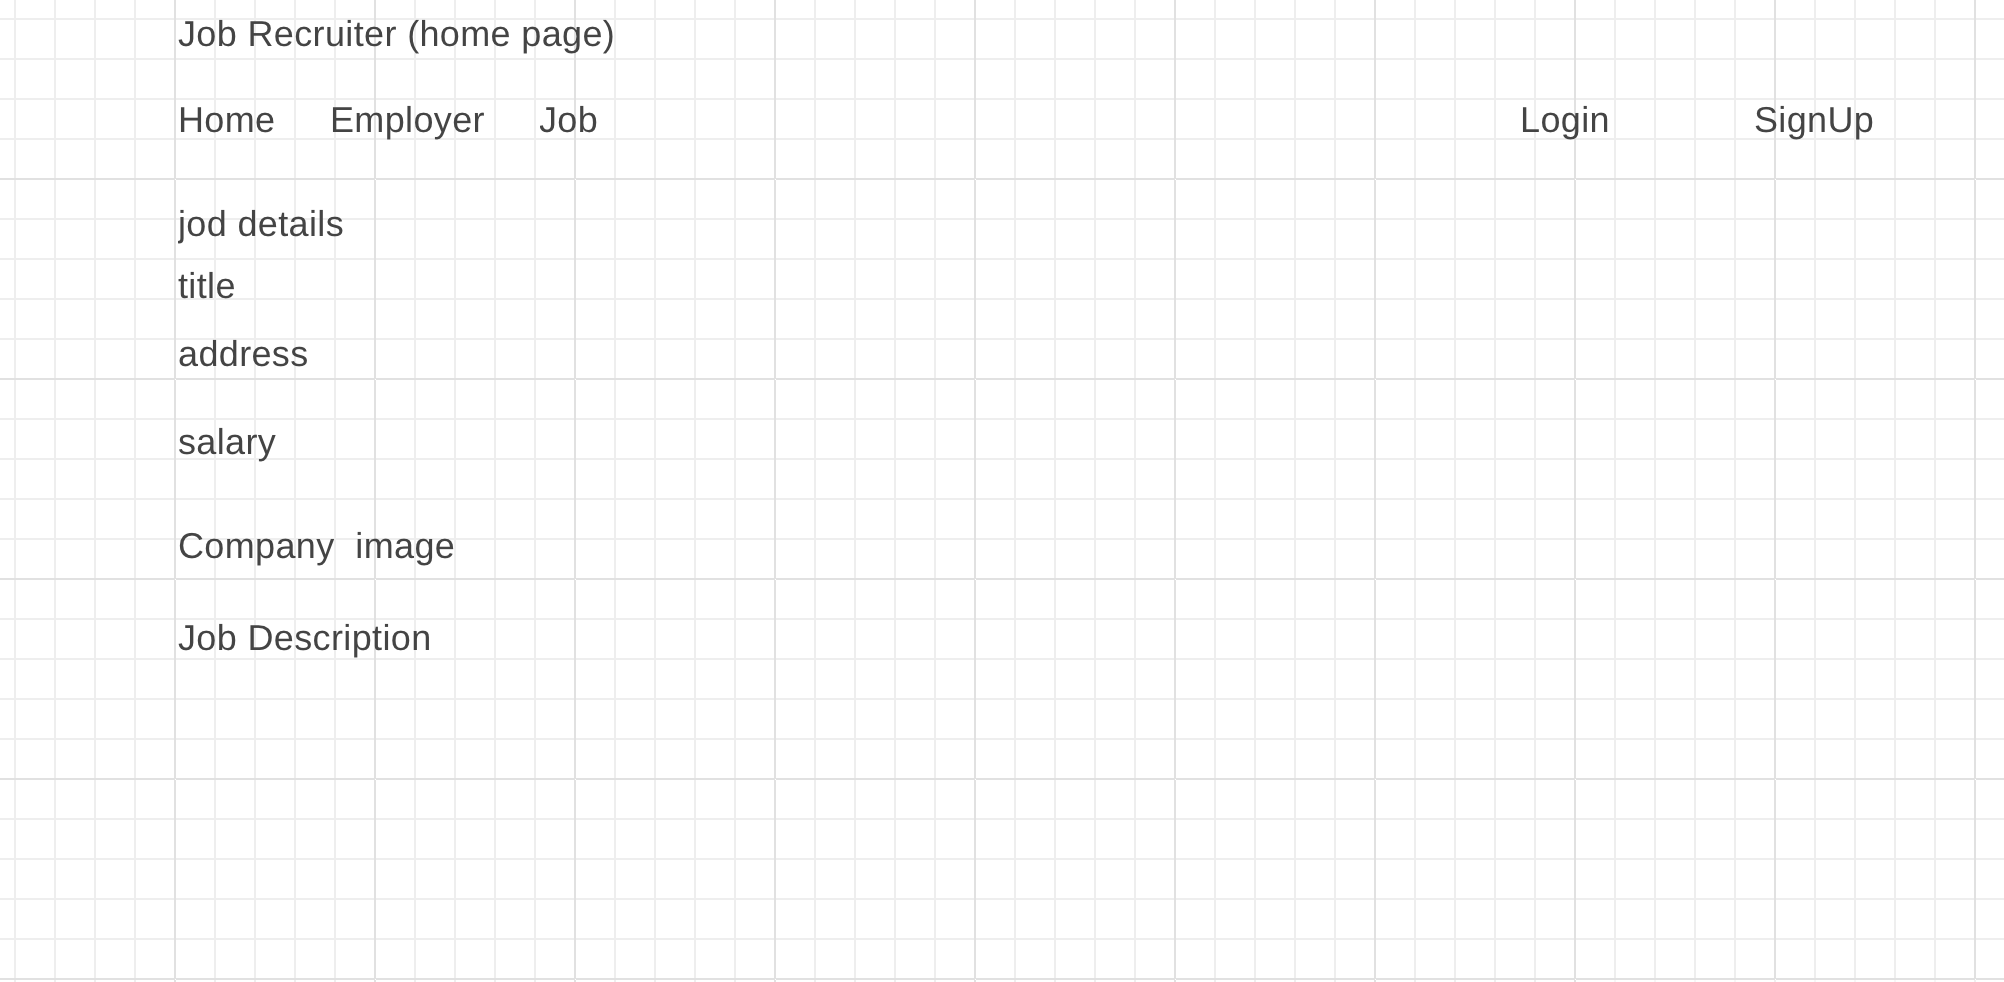 Job Recruiter (home page)
Home Employer Job Login SignUp
jod details
title
address
salary
Company image
Job Description